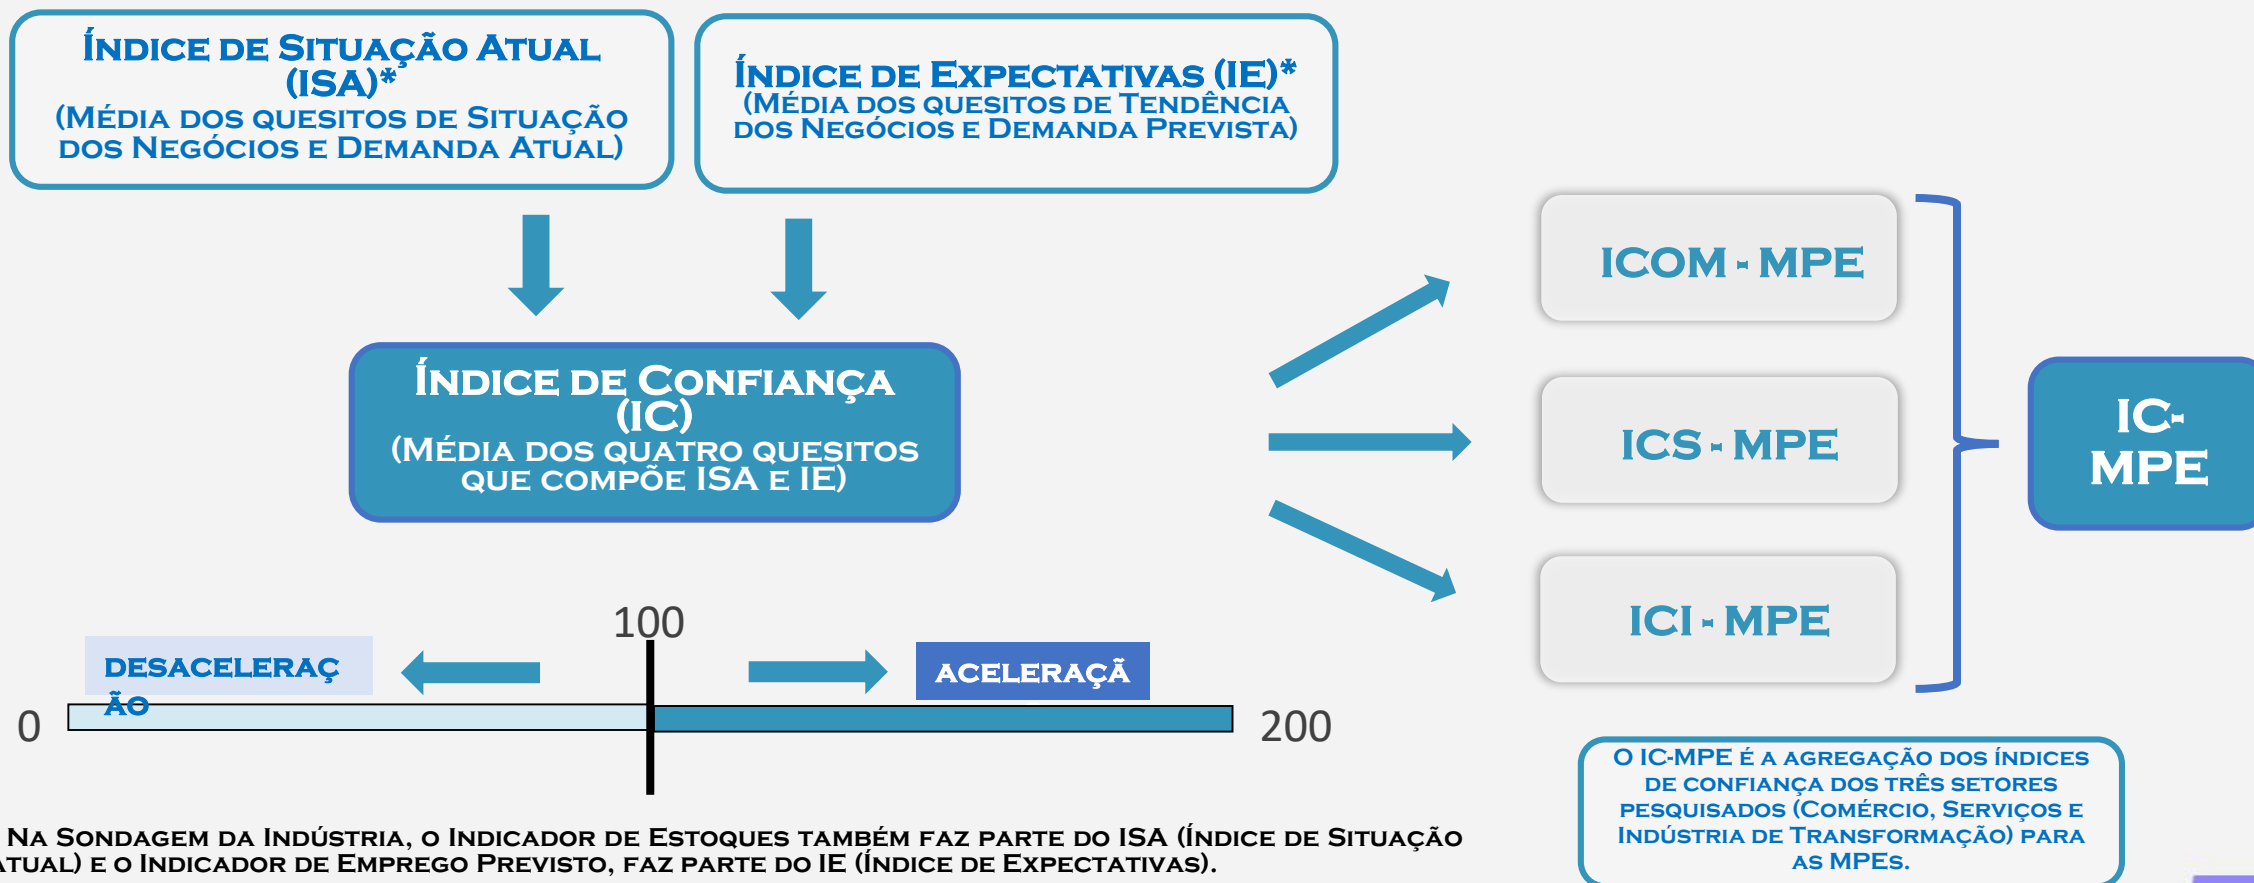 Índice de Situação Atual
(ISA)*
(Média dos quesitos de Situação
dos Negócios e Demanda Atual)
Índice de Expectativas (IE)*
(Média dos quesitos de Tendência
dos Negócios e Demanda Prevista)
Índice de Confiança
(IC)
(Média dos quatro quesitos
que compõe ISA e IE)
ICOM - MPE
ICS - MPE
ICI - MPE
IC-
MPE
100
desaceleraç
ão
aceleraçã
0
200
O IC-MPE é a agregação dos índices
de confiança dos três setores
pesquisados (Comércio, Serviços e
Indústria de Transformação) para
as MPEs.
Na Sondagem da Indústria, o Indicador de Estoques também faz parte do ISA (Índice de Situação
Atual) e o Indicador de Emprego Previsto, faz parte do IE (Índice de Expectativas).